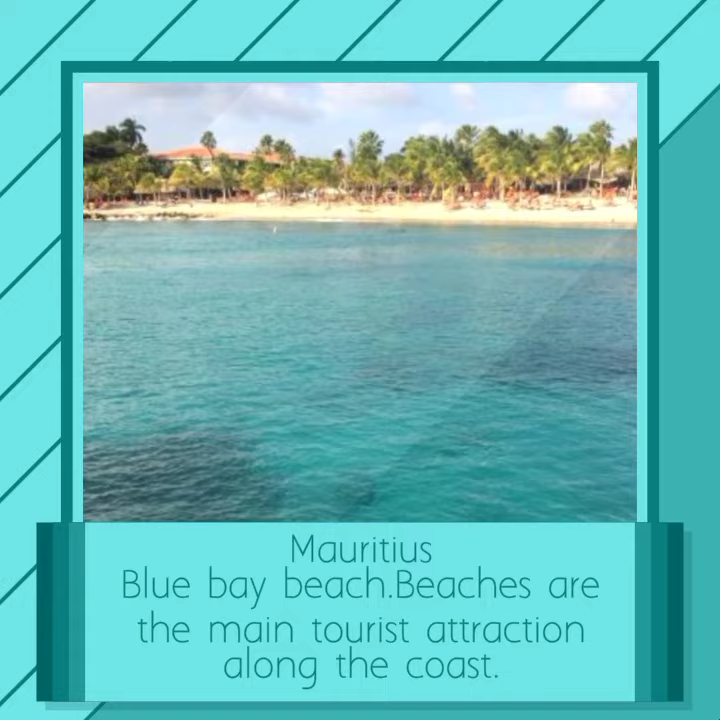 Mauritius
Blue bay beach.Beaches are
the main tourist attraction
along the coast.